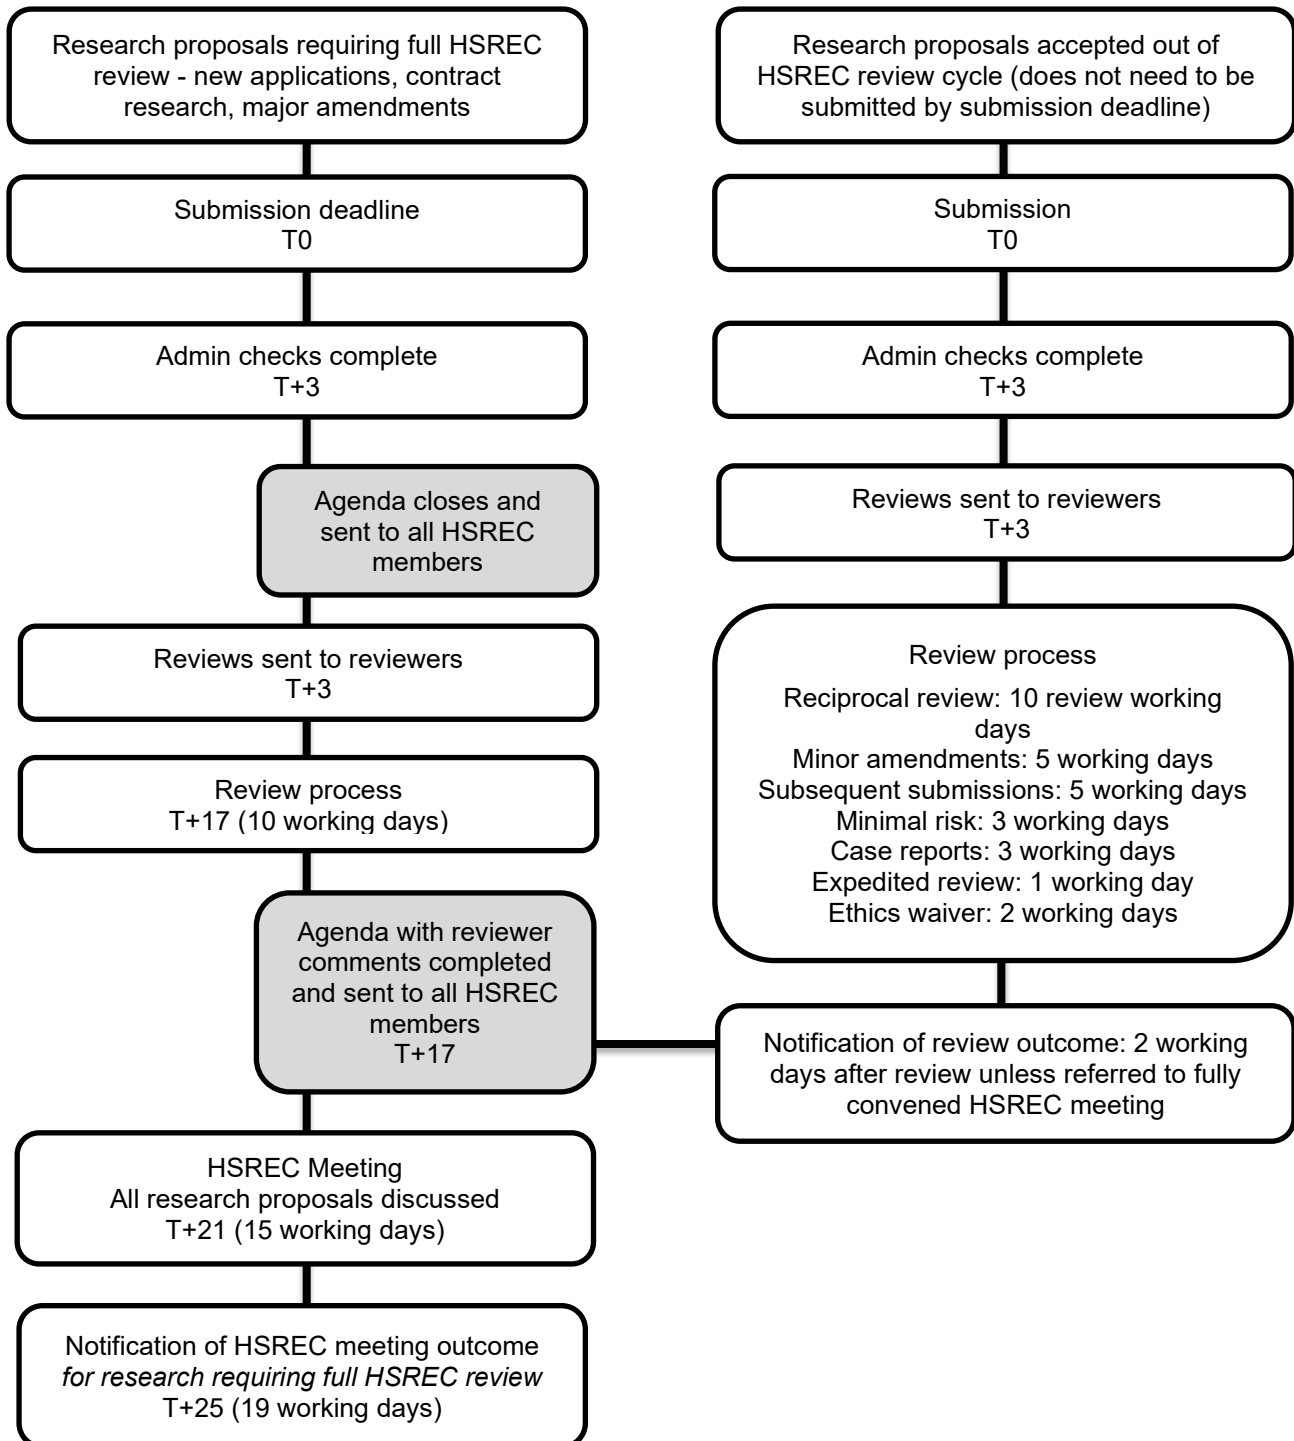 Research proposals requiring full HSREC
review - new applications, contract
research, major amendments
Submission deadline
T0
Admin checks complete
T+3
Agenda closes and
sent to all HSREC
members
Reviews sent to reviewers
T+3
Review process
T+17 (10 working days)
Agenda with reviewer
comments completed
and sent to all HSREC
members
T+17
HSREC Meeting
All research proposals discussed
T+21 (15 working days)
Notification of HSREC meeting outcome
for research requiring full HSREC review
T+25 (19 working days)
Research proposals accepted out of
HSREC review cycle (does not need to be
submitted by submission deadline)
Submission
T0
Admin checks complete
T+3
Reviews sent to reviewers
T+3
Review process
Reciprocal review: 10 review working
days
Minor amendments: 5 working days
Subsequent submissions: 5 working days
Minimal risk: 3 working days
Case reports: 3 working days
Expedited review: 1 working day
Ethics waiver: 2 working days
Notification of review outcome: 2 working
days after review unless referred to fully
convened HSREC meeting